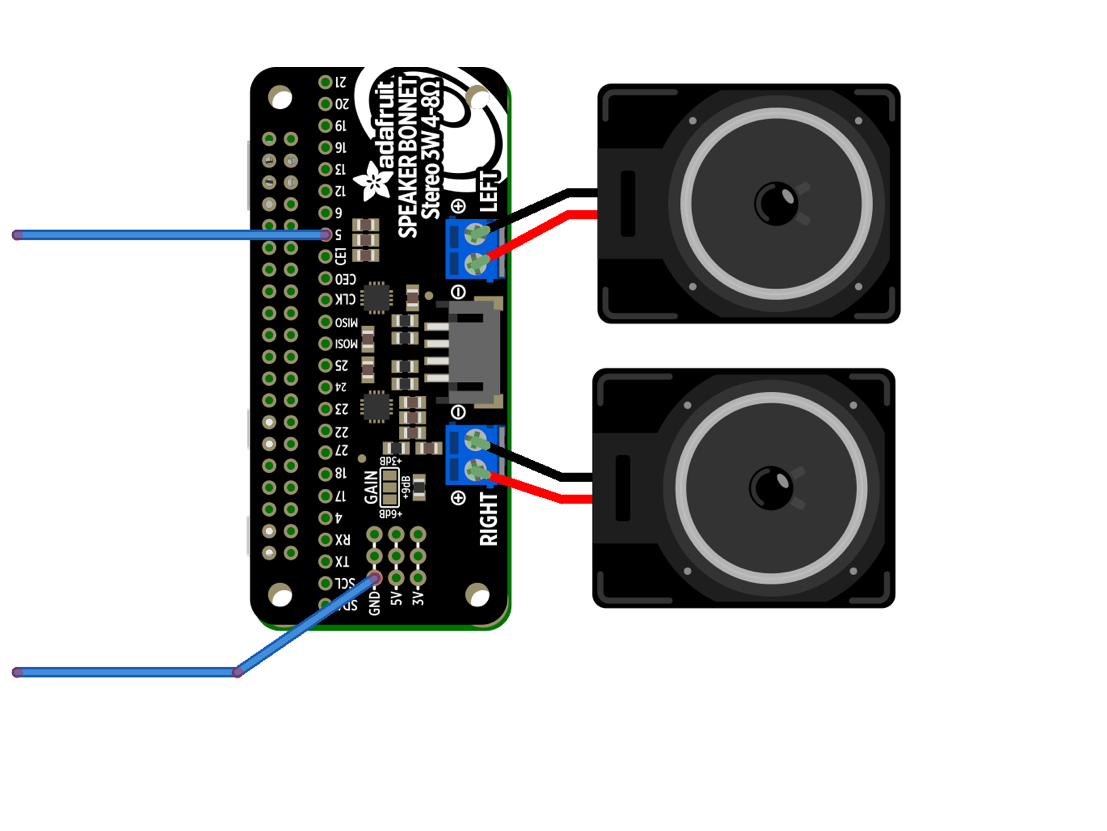 21
20
19
16
13
12
6
5
CE1
CE0
CLK
MISO
MOSI
25
24
23
22
27
18
17
4
RX
TX
SCL
SDA
adafruit
SPEAKER BONNET
Stereo 3W 4-8Ω
LEFT
+
-
-
+
RIGHT
GAIN
+3dB
+9dB
+6dB
GND
5V
3V